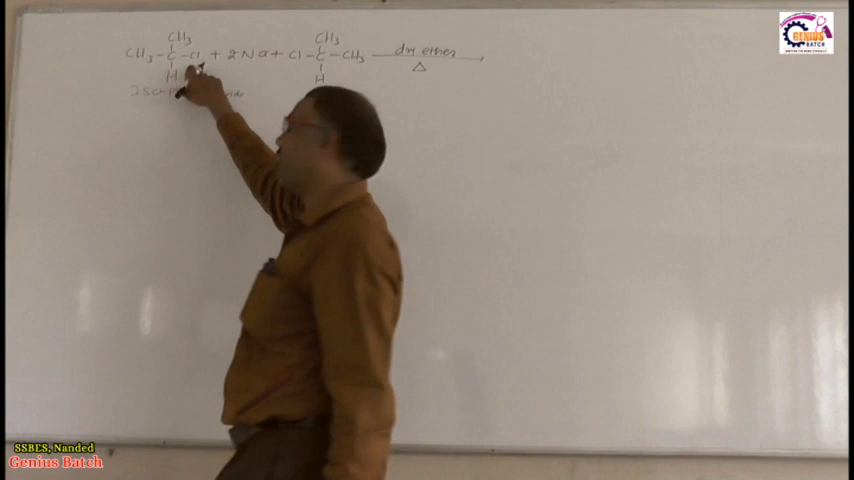 CH3 CH3
CH3 - C - Cl + 2Na + Cl - C - CH3 dry ether
H H Δ
GENIUS
BATCH
SSBES, Nanded
Genius Batch